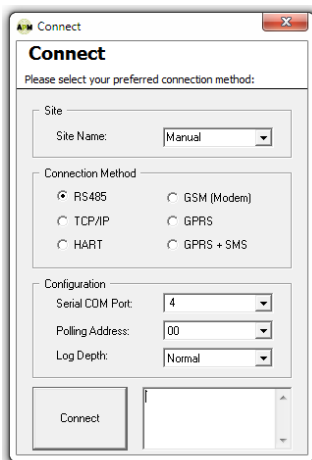 Connect
Connect
Please select your preferred connection method:
Site
Site Name: Manual
Connection Method
RS485 GSM (Modem)
TCP/IP GPRS
HART GPRS + SMS
Configuration
Serial COM Port: 4
Polling Address: 00
Log Depth: Normal
Connect